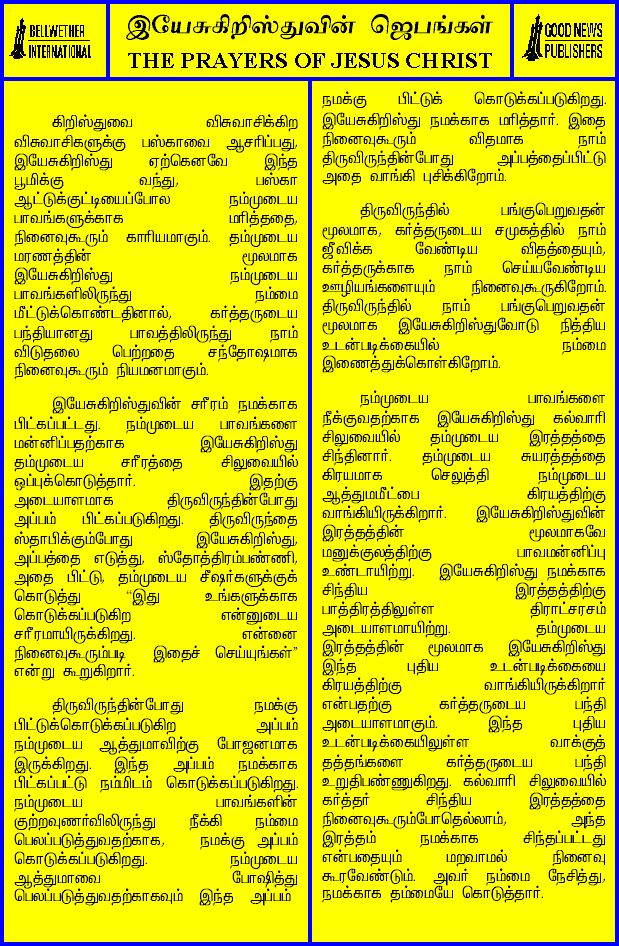 BELLWETHER
INTERNATIONAL
இயேசுகிறிஸ்துவின் ஜெபங்கள்
THE PRAYERS OF JESUS CHRIST
GOOD NEWS
PUBLISHERS
கிறிஸ்துவை விசுவாசிக்கிற
விசுவாசிகளுக்கு பஸ்காவை ஆசரிப்பது,
இயேசுகிறிஸ்து ஏற்கெனவே இந்த
பூமிக்கு வந்து, பஸ்கா
ஆட்டுக்குட்டியைப்போல நம்முடைய
பாவங்களுக்காக மரித்ததை,
நினைவுகூரும் காரியமாகும். தம்முடைய
மரணத்தின் மூலமாக
இயேசுகிறிஸ்து நம்முடைய
பாவங்களிலிருந்து நம்மை
மீட்டுக்கொண்டதினால், கர்த்தருடைய
பந்தியானது பாவத்திலிருந்து நாம்
விடுதலை பெற்றதை சந்தோஷமாக
நினைவுகூரும் நியமனமாகும்.
இயேசுகிறிஸ்துவின் சரீரம் நமக்காக
பிட்கப்பட்டது. நம்முடைய பாவங்களை
மன்னிப்பதற்காக இயேசுகிறிஸ்து
தம்முடைய சரீரத்தை சிலுவையில்
ஒப்புக்கொடுத்தார். இதற்கு
அடையாளமாக திருவிருந்தின்போது
அப்பம் பிட்கப்படுகிறது. திருவிருந்தை
ஸ்தாபிக்கும்போது இயேசுகிறிஸ்து,
அப்பத்தை எடுத்து, ஸ்தோத்திரம்பண்ணி,
அதை பிட்டு, தம்முடைய சீஷர்களுக்குக்
கொடுத்து "இது உங்களுக்காக
கொடுக்கப்படுகிற என்னுடைய
சரீரமாயிருக்கிறது. என்னை
நினைவுகூரும்படி இதைச் செய்யுங்கள்"
என்று கூறுகிறார்.
திருவிருந்தின்போது நமக்கு
பிட்டுக்கொடுக்கப்படுகிற அப்பம்
நம்முடைய ஆத்துமாவிற்கு போஜனமாக
இருக்கிறது. இந்த அப்பம் நமக்காக
பிட்கப்பட்டு நம்மிடம் கொடுக்கப்படுகிறது.
நம்முடைய பாவங்களின்
குற்றவுணர்விலிருந்து நீக்கி நம்மை
பெலப்படுத்துவதற்காக, நமக்கு அப்பம்
கொடுக்கப்படுகிறது. நம்முடைய
ஆத்துமாவை போஷித்து
பெலப்படுத்துவதற்காகவும் இந்த அப்பம்
நமக்கு பிட்டுக் கொடுக்கப்படுகிறது.
இயேசுகிறிஸ்து நமக்காக மரித்தார். இதை
நினைவுகூரும் விதமாக நாம்
திருவிருந்தின்போது அப்பத்தைப்பிட்டு
அதை வாங்கி புசிக்கிறோம்.
திருவிருந்தில் பங்குபெறுவதன்
மூலமாக, கர்த்தருடைய சமுகத்தில் நாம்
ஜீவிக்க வேண்டிய விதத்தையும்,
கர்த்தருக்காக நாம் செய்யவேண்டிய
ஊழியங்களையும் நினைவுகூருகிறோம்.
திருவிருந்தில் நாம் பங்குபெறுவதன்
மூலமாக இயேசுகிறிஸ்துவோடு நித்திய
உடன்படிக்கையில் நம்மை
இணைத்துக்கொள்கிறோம்.
நம்முடைய பாவங்களை
நீக்குவதற்காக இயேசுகிறிஸ்து கல்வாரி
சிலுவையில் தம்முடைய இரத்தத்தை
சிந்தினார். தம்முடைய சுயரத்தத்தை
கிரயமாக செலுத்தி நம்முடைய
ஆத்துமமீட்பை கிரயத்திற்கு
வாங்கியிருக்கிறார். இயேசுகிறிஸ்துவின்
இரத்தத்தின் மூலமாகவே
மனுக்குலத்திற்கு பாவமன்னிப்பு
உண்டாயிற்று. இயேசுகிறிஸ்து நமக்காக
சிந்திய இரத்தத்திற்கு
பாத்திரத்திலுள்ள திராட்சரசம்
அடையாளமாயிற்று. தம்முடைய
இரத்தத்தின் மூலமாக இயேசுகிறிஸ்து
இந்த புதிய உடன்படிக்கையை
கிரயத்திற்கு வாங்கியிருக்கிறார்
என்பதற்கு கர்த்தருடைய பந்தி
அடையாளமாகும். இந்த புதிய
உடன்படிக்கையிலுள்ள வாக்குத்
தத்தங்களை கர்த்தருடைய பந்தி
உறுதிபண்ணுகிறது. கல்வாரி சிலுவையில்
கர்த்தர் சிந்திய இரத்தத்தை
நினைவுகூரும்போதெல்லாம், அந்த
இரத்தம் நமக்காக சிந்தப்பட்டது
என்பதையும் மறவாமல் நினைவு
கூரவேண்டும். அவர் நம்மை நேசித்து,
நமக்காக தம்மையே கொடுத்தார்.